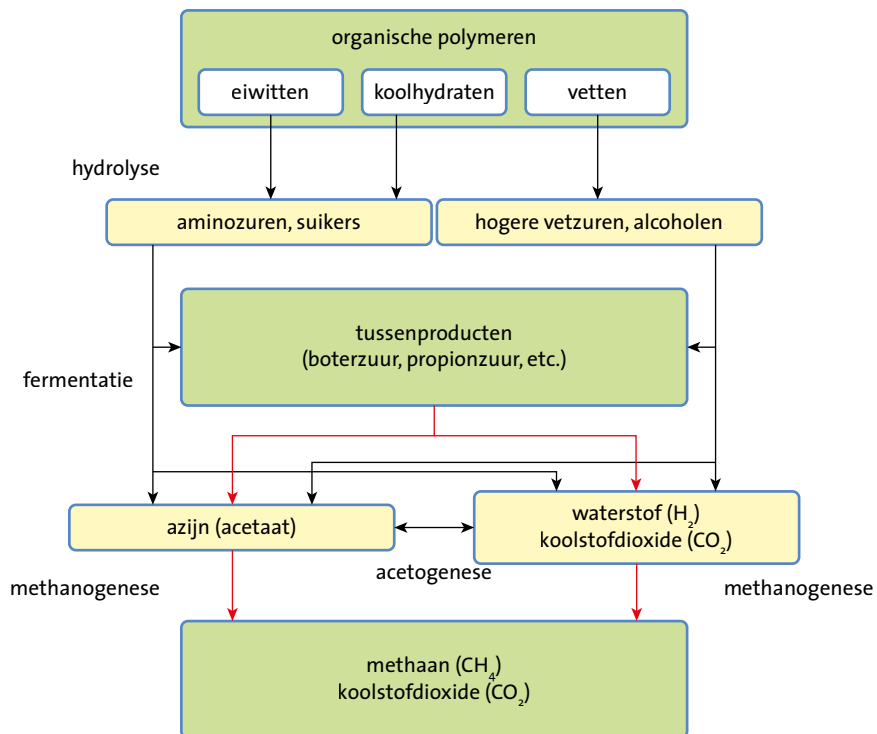 organische polymeren
eiwitten
koolhydraten
vetten
hydrolyse
aminozuren, suikers
hogere vetzuren, alcoholen
tussenproducten
(boterzuur, propionzuur, etc.)
fermentatie
azijn (acetaat)
waterstof (H₂)
koolstofdioxide (CO₂)
acetogenese
methanogenese
methanogenese
methaan (CH₄)
koolstofdioxide (CO₂)